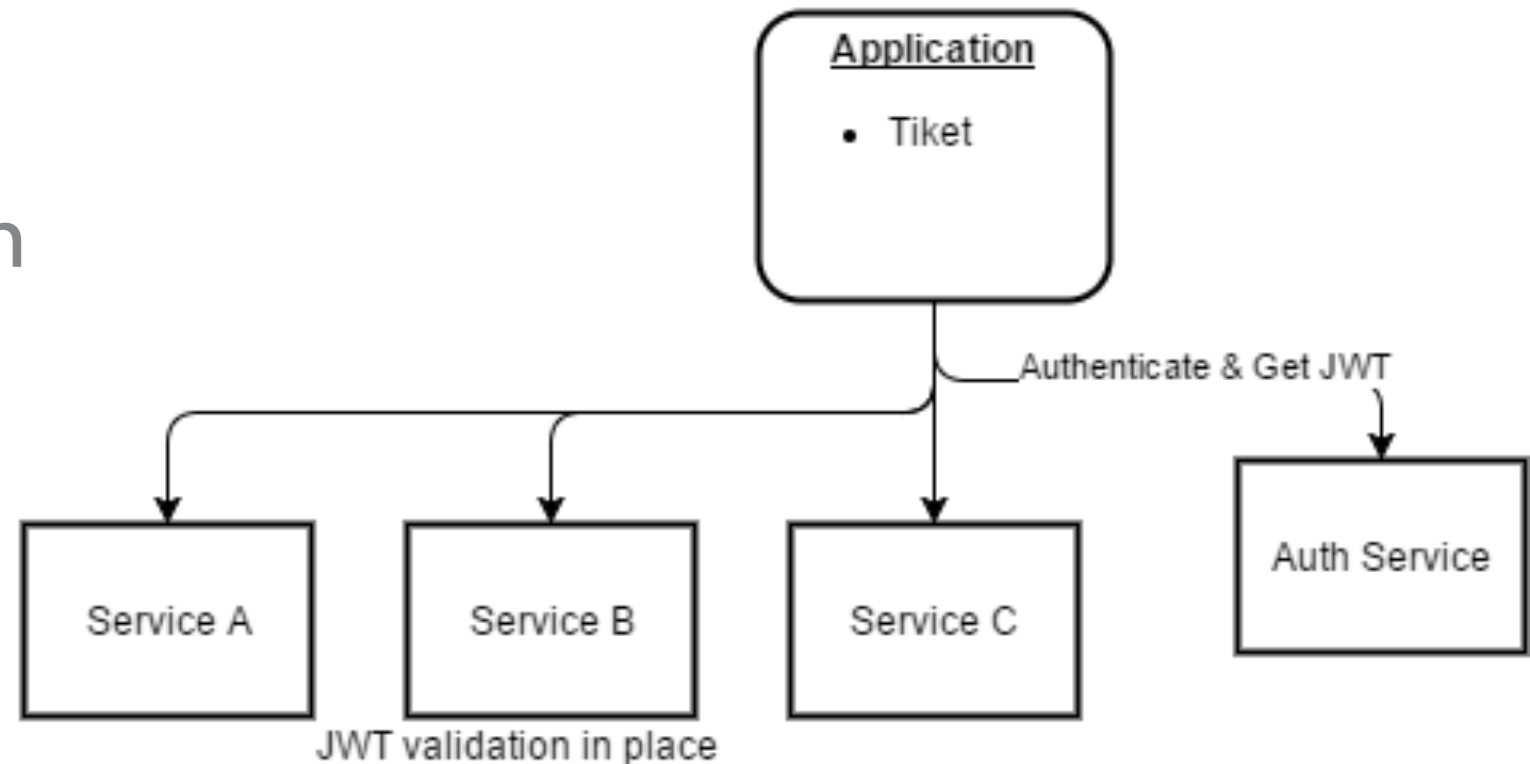 Application
• Tiket
Authenticate & Get JWT
Auth Service
Service A
Service B
Service C
JWT validation in place